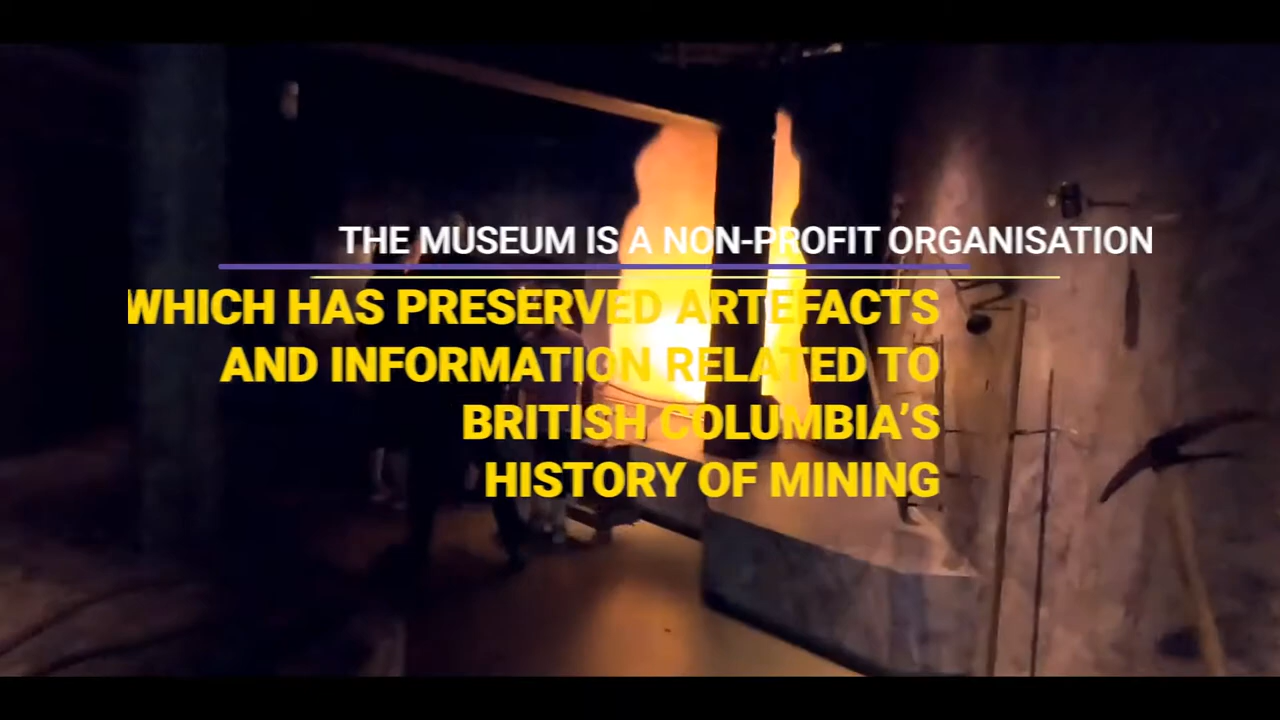 THE MUSEUM IS A NON-PROFIT ORGANISATION
WHICH HAS PRESERVED ARTEFACTS
AND INFORMATION RELATED TO
BRITISH COLUMBIA’S
HISTORY OF MINING